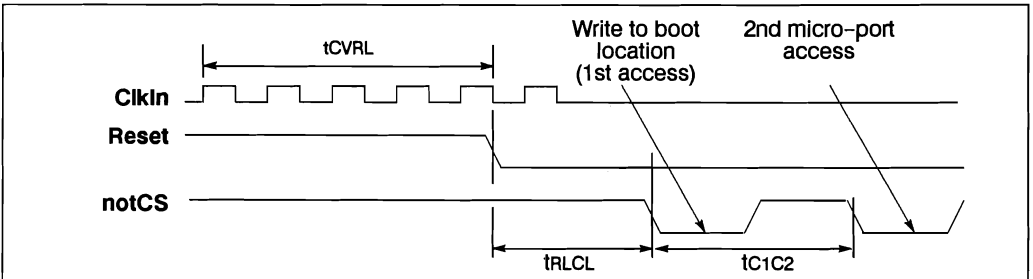 tCVRL
Write to boot
location
(1st access)
2nd micro-port
access
ClkIn
Reset
notCS
tRLCL
tC1C2